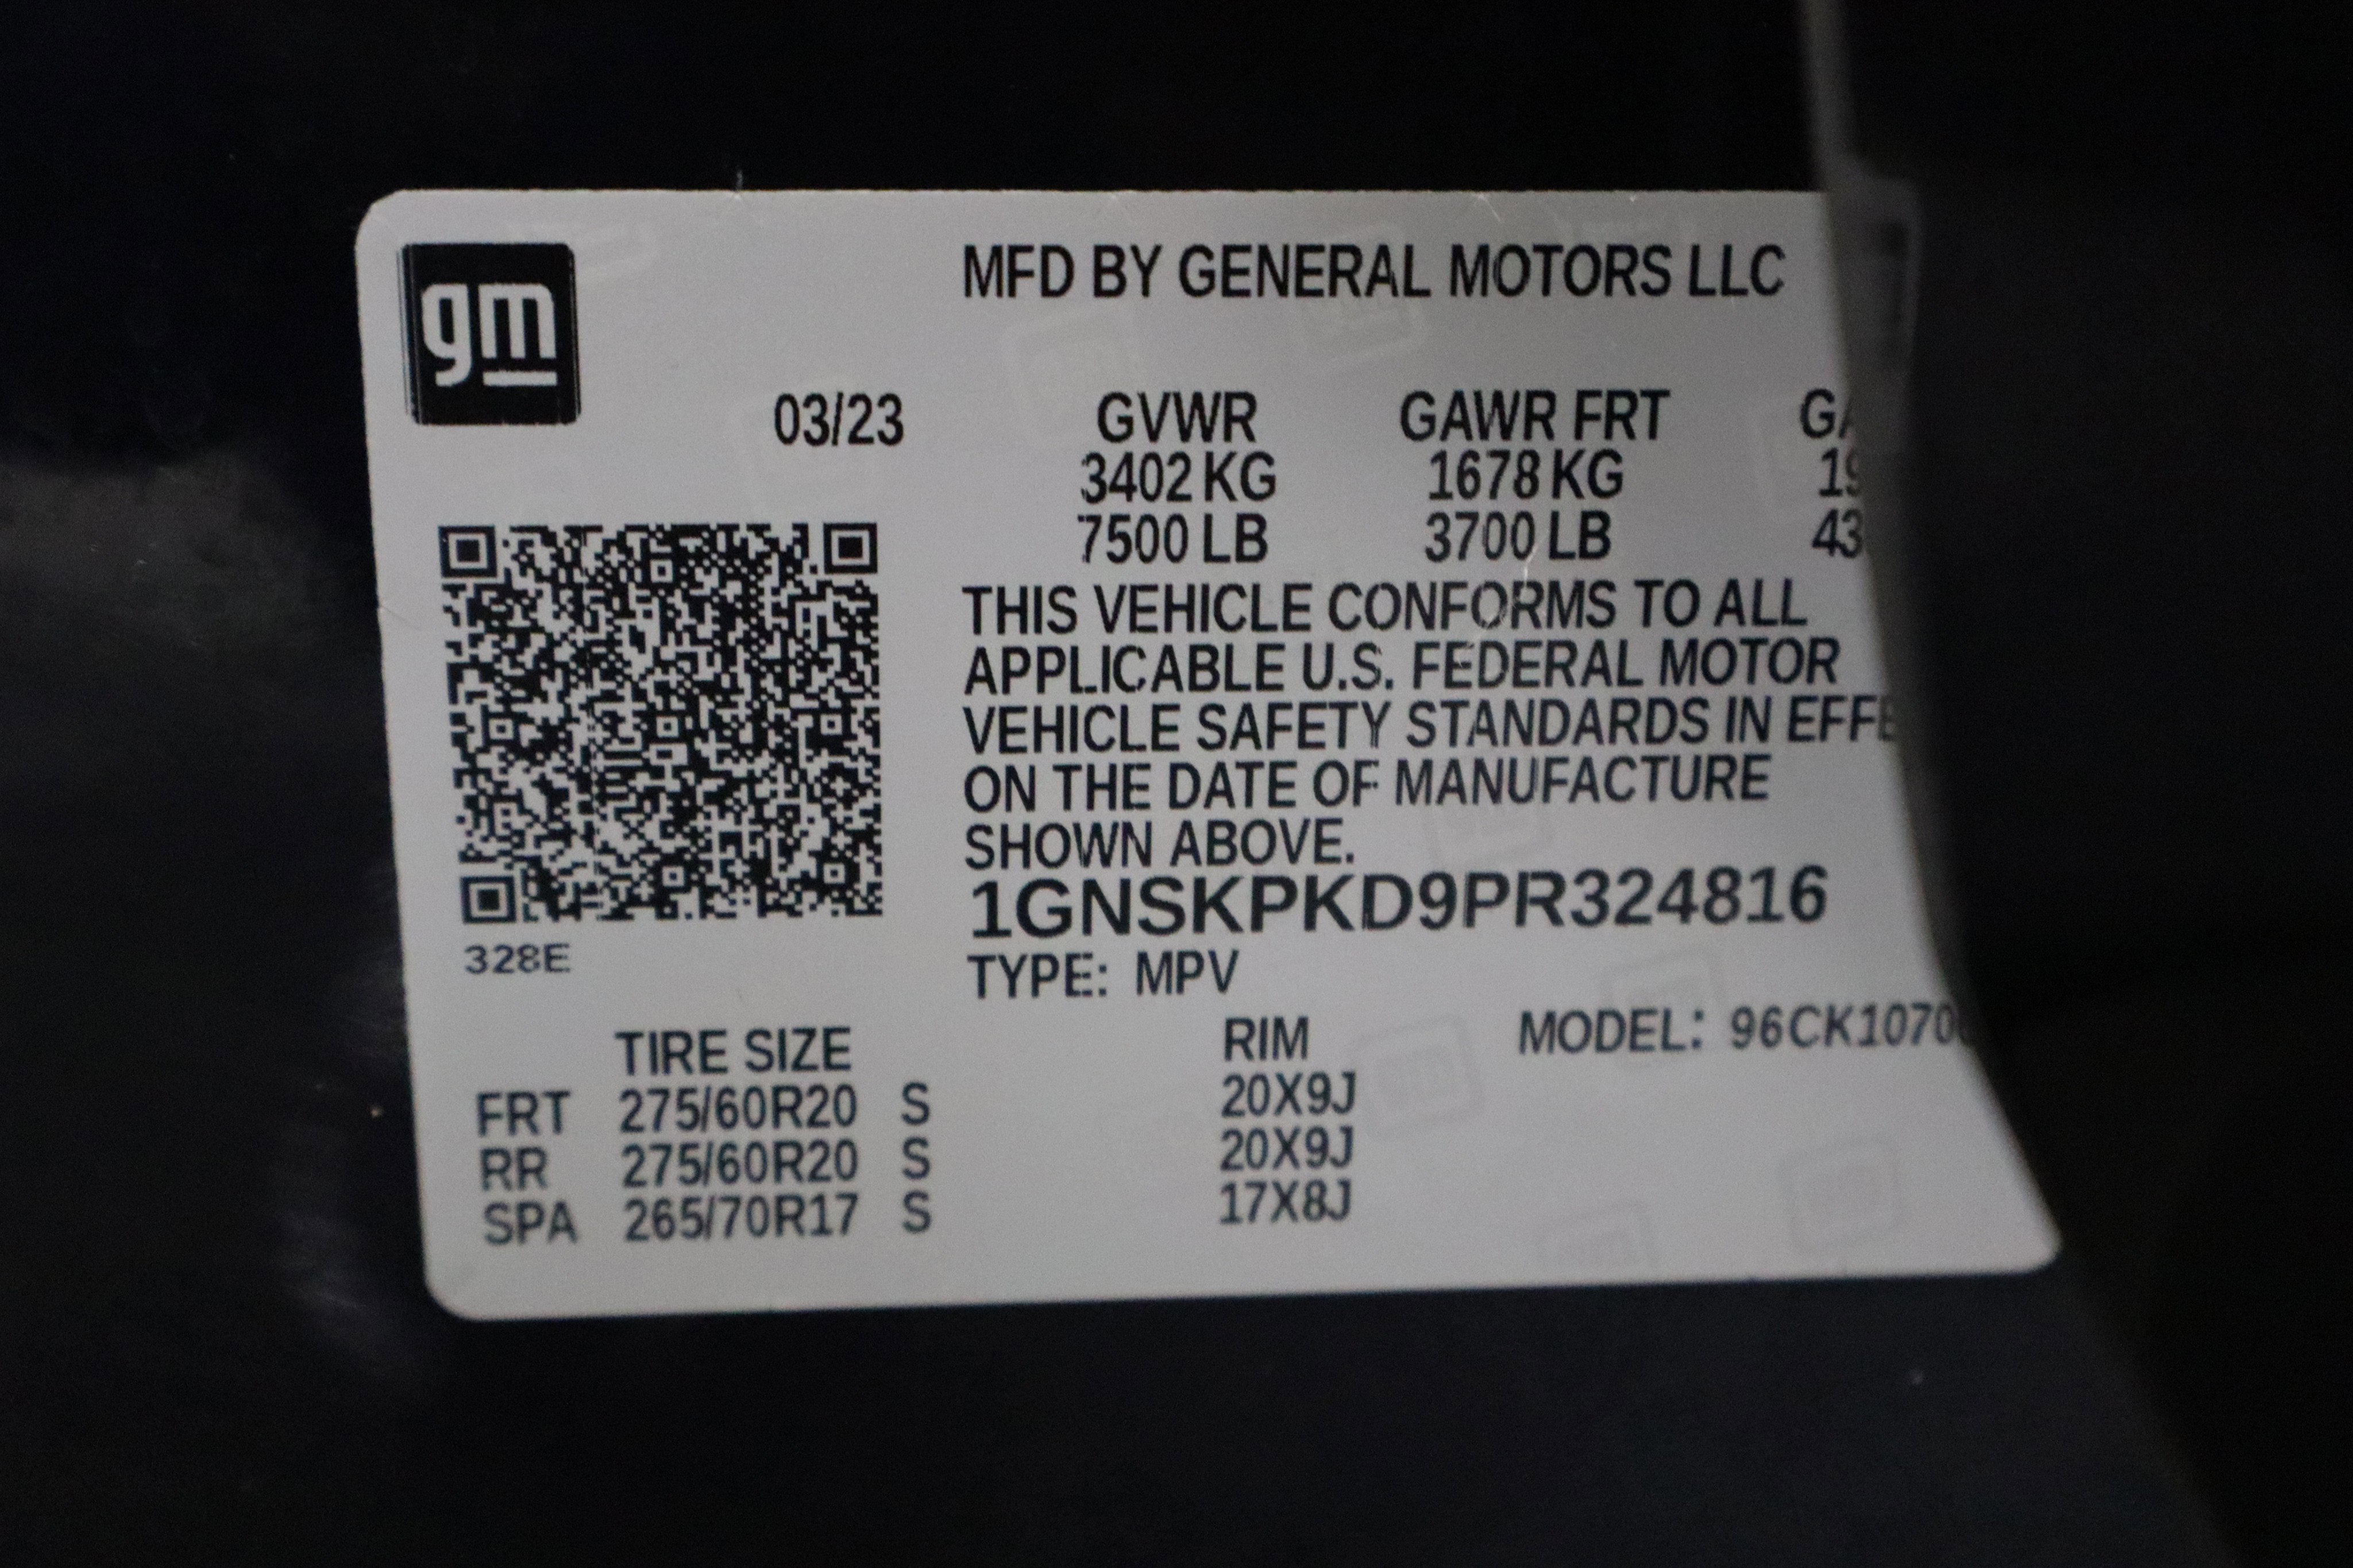 gm
MFD BY GENERAL MOTORS LLC
03/23 GVWR GAWR FRT
3402 KG 1678 KG
7500 LB 3700 LB
THIS VEHICLE CONFORMS TO ALL
APPLICABLE U.S. FEDERAL MOTOR
VEHICLE SAFETY STANDARDS IN
ON THE DATE OF MANUFACTURE
SHOWN ABOVE.
1GNSKPKD9PR324816
328E
TYPE: MPV
TIRE SIZE RIM MODEL:
FRT 275/60R20 S 20X9J
RR 275/60R20 S 20X9J
SPA 265/70R17 S 17X8J